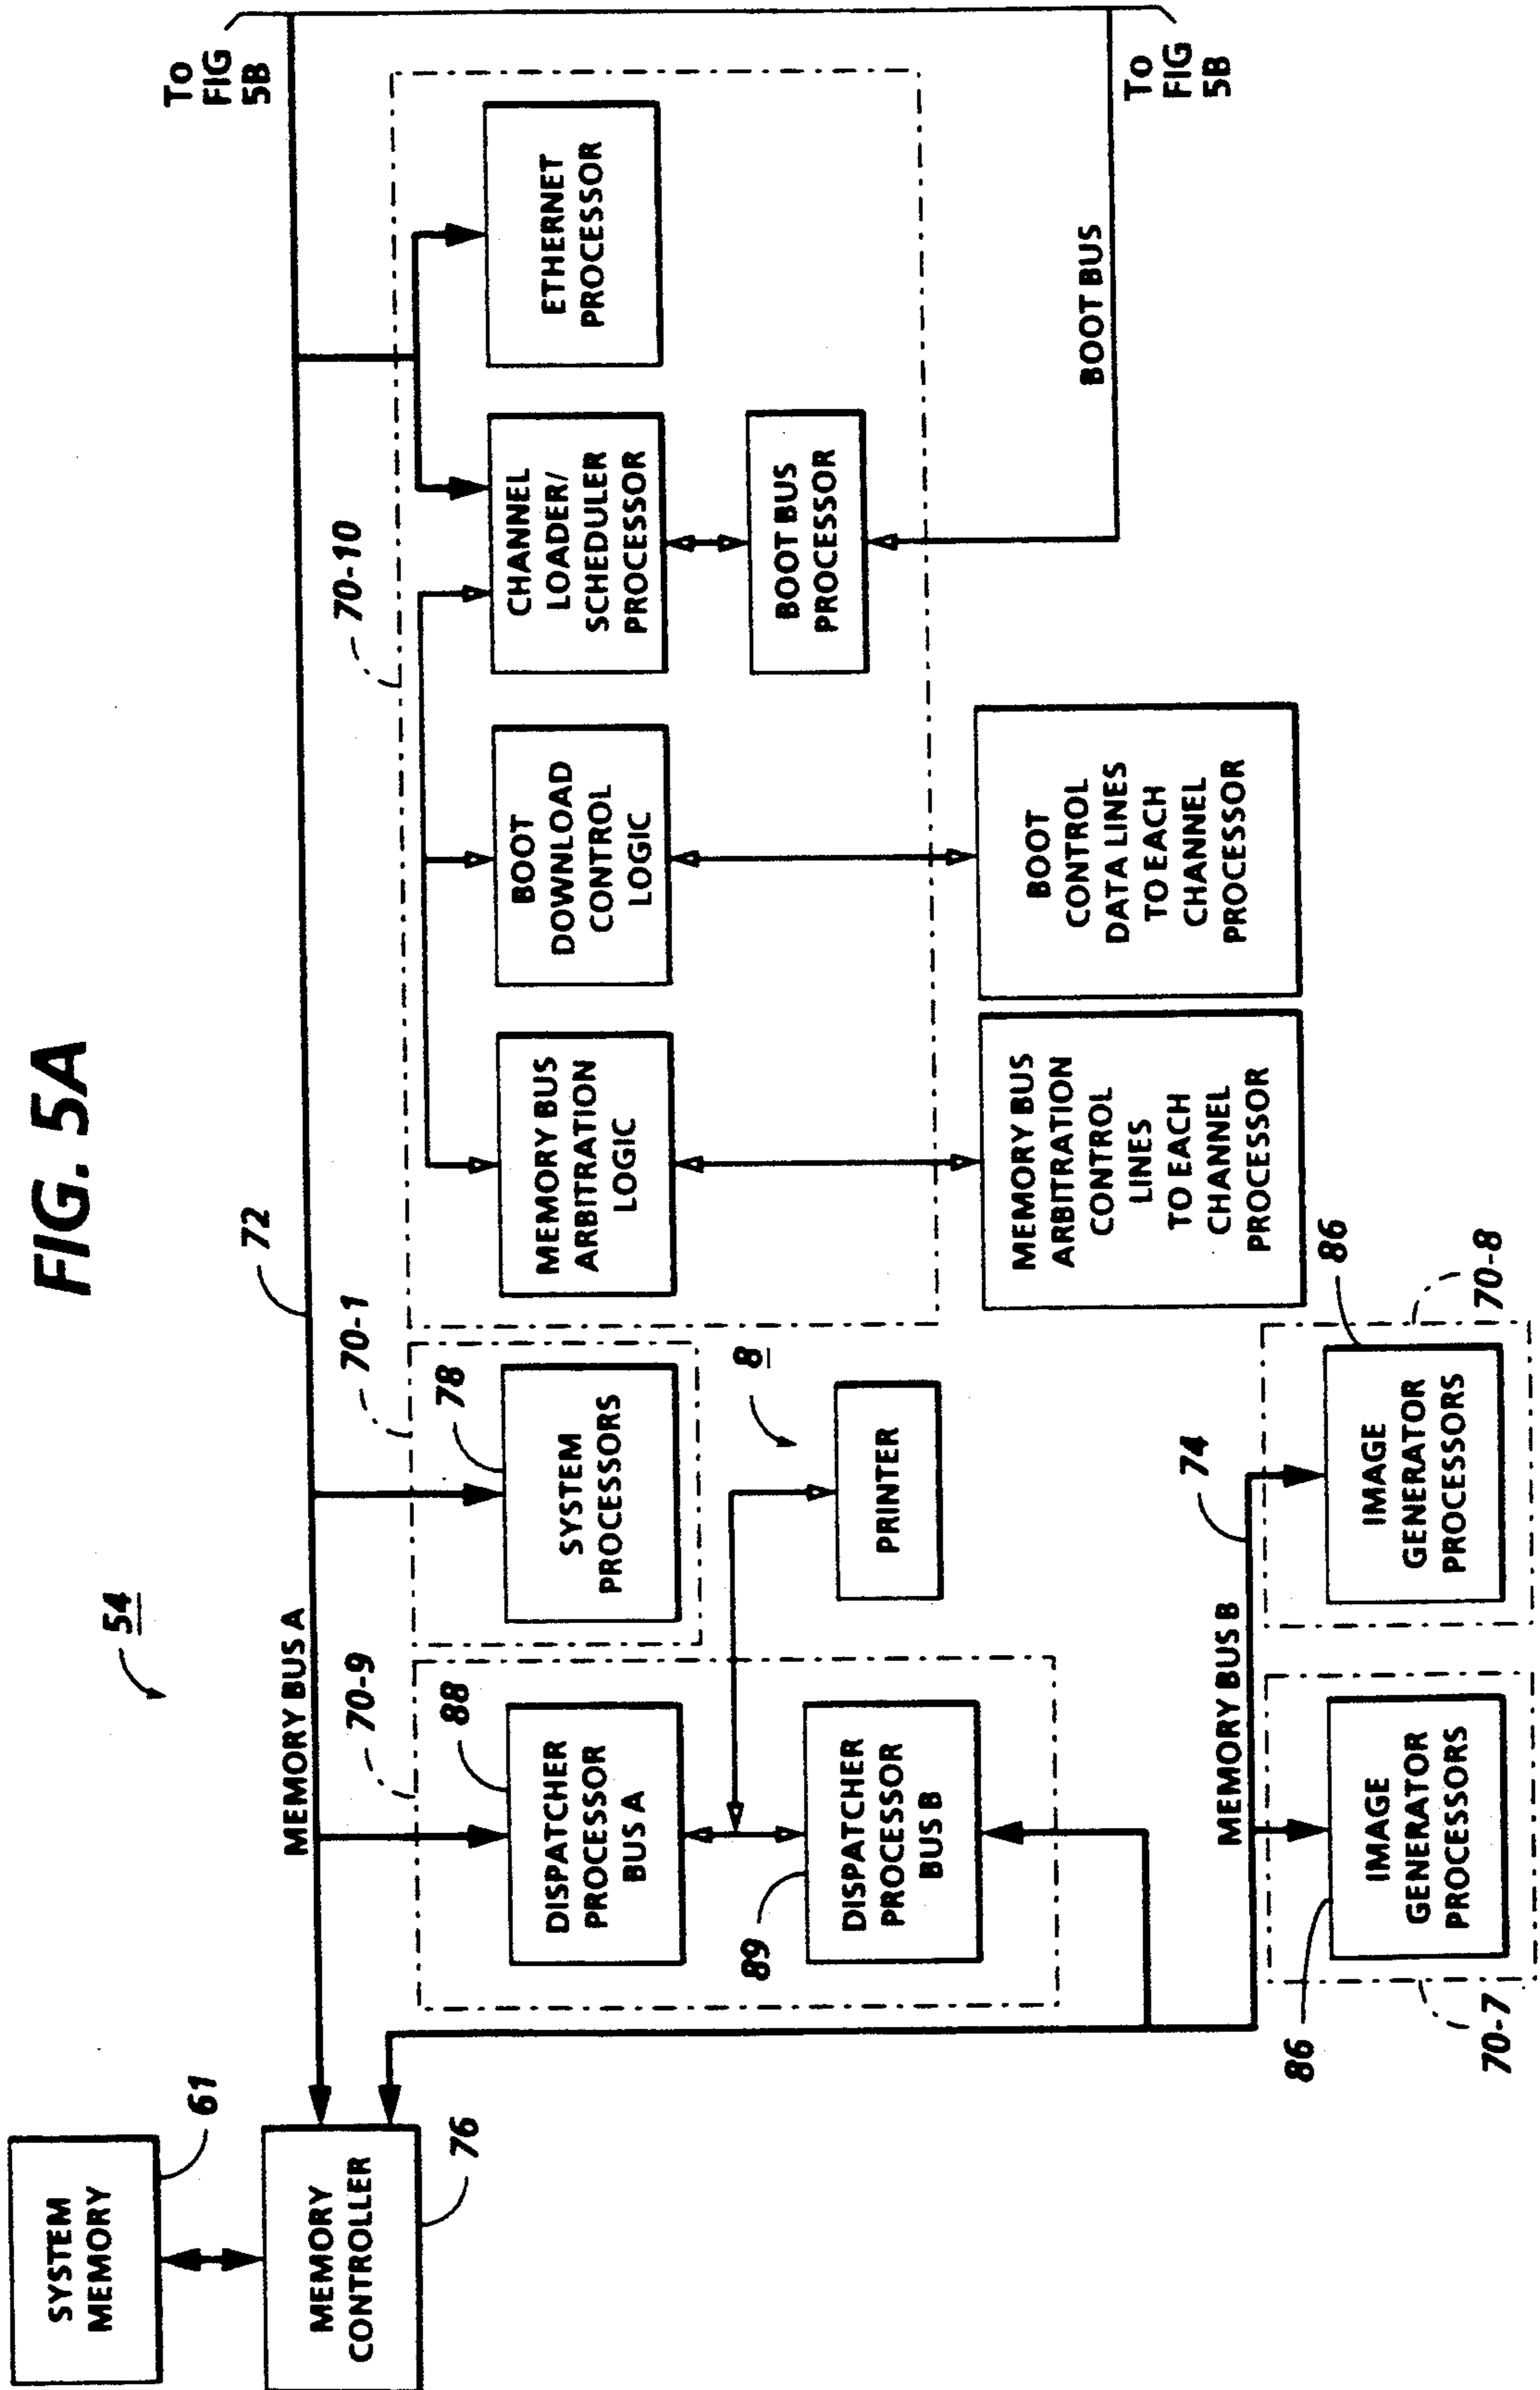 FIG. 5A
54
SYSTEM
MEMORY
61
MEMORY
CONTROLLER
76
MEMORY BUS A
72
To
FIG
5B
70-9
88
DISPATCHER
PROCESSOR
BUS A
89
DISPATCHER
PROCESSOR
BUS B
70-1
78
SYSTEM
PROCESSORS
8
PRINTER
70-10
MEMORY BUS
ARBITRATION
LOGIC
BOOT
DOWNLOAD
CONTROL
LOGIC
CHANNEL
LOADER/
SCHEDULER
PROCESSOR
ETHERNET
PROCESSOR
BOOT BUS
PROCESSOR
BOOT BUS
To
FIG
5B
MEMORY BUS
ARBITRATION
CONTROL
LINES
TO EACH
CHANNEL
PROCESSOR
BOOT
CONTROL
DATA LINES
TO EACH
CHANNEL
PROCESSOR
MEMORY BUS B
74
86
IMAGE
GENERATOR
PROCESSORS
70-7
86
IMAGE
GENERATOR
PROCESSORS
70-8